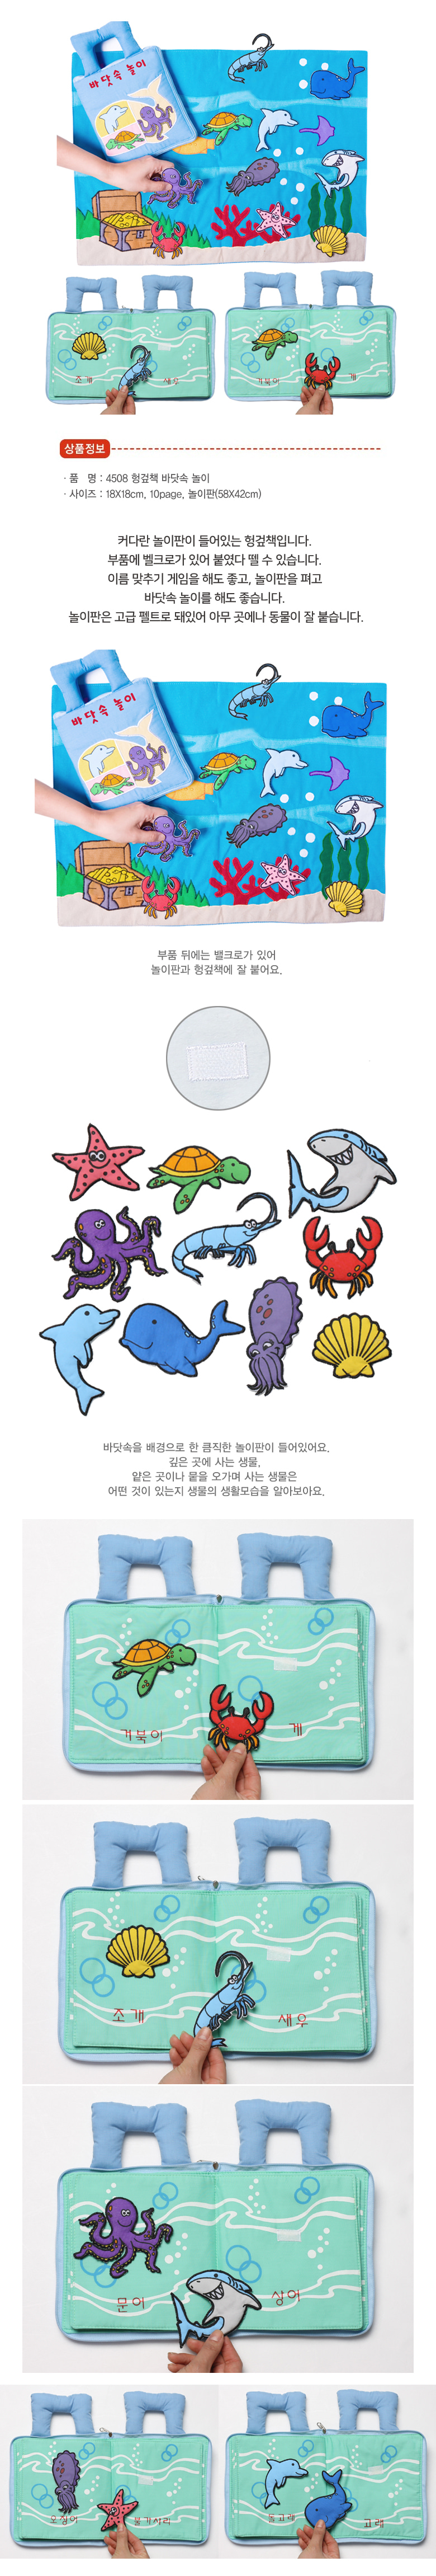 바닷속 놀이
조개
새우
거북이
게
상품정보
· 품 명 : 4508 헝겊책 바닷속 놀이
· 사이즈 : 18X18cm, 10page, 놀이판(58X42cm)
커다란 놀이판이 들어있는 헝겊책입니다.
부품에 벨크로가 있어 붙였다 뗄 수 있습니다.
이름 맞추기 게임을 해도 좋고, 놀이판을 펴고
바닷속 놀이를 해도 좋습니다.
놀이판은 고급 펠트로 돼있어 아무 곳에나 동물이 잘 붙습니다.
바닷속 놀이
부품 뒤에는 벨크로가 있어
놀이판과 헝겊책에 잘 붙어요.
바닷속을 배경으로 한 큼직한 놀이판이 들어있어요.
깊은 곳에 사는 생물,
얕은 곳이나 뭍을 오가며 사는 생물은
어떤 것이 있는지 생물의 생활모습을 알아보아요.
거북이
게
조개
새우
문어
상어
오징어
불가사리
돌고래
고래